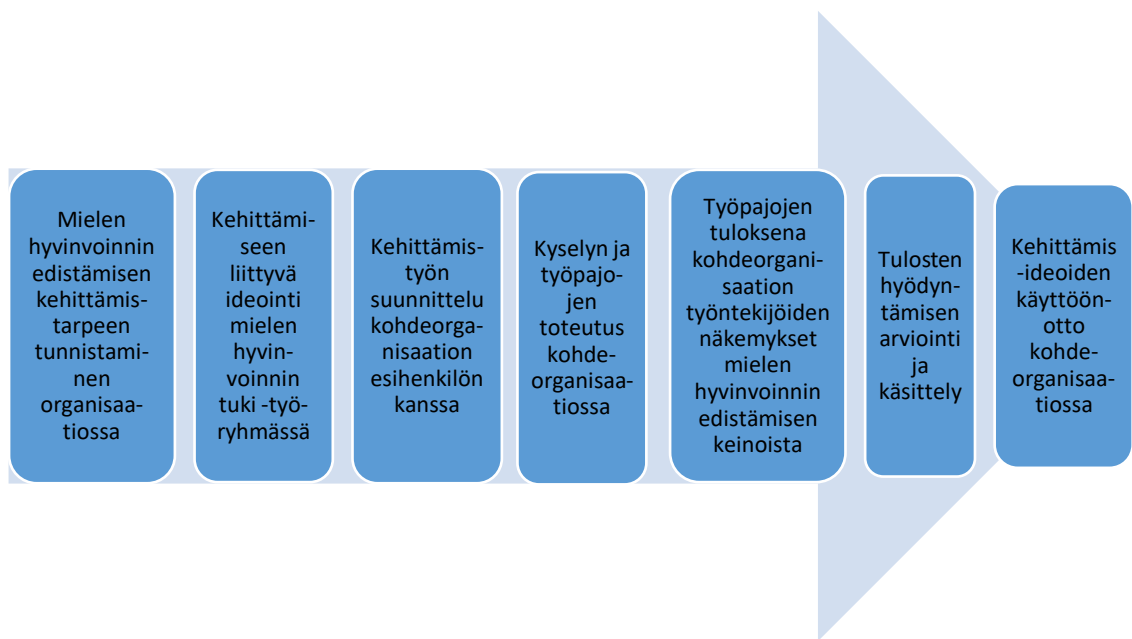 Mielen
hyvinvoinnin
edistämisen
kehittämis-
tarpeen
tunnistami-
nen
organisaa-
tiossa
Kehittämi-
seen
liittyvä
ideointi
mielen
hyvin-
voinnin
tuki -työ-
ryhmässä
Kehittämis-
työn
suunnittelu
kohdeorga-
nisaation
esihenkilön
kanssa
Kyselyn ja
työpajo-
jen
toteutus
kohde-
organisaa-
tiossa
Työpajojen
tuloksena
kohdeorgani-
saation
työntekijöiden
näkemykset
mielen
hyvinvoinnin
edistämisen
keinoista
Tulosten
hyödyn-
tämisen
arviointi
ja
käsittely
Kehittämis
-ideoiden
käyttöön-
otto
kohde-
organisaa-
tiossa